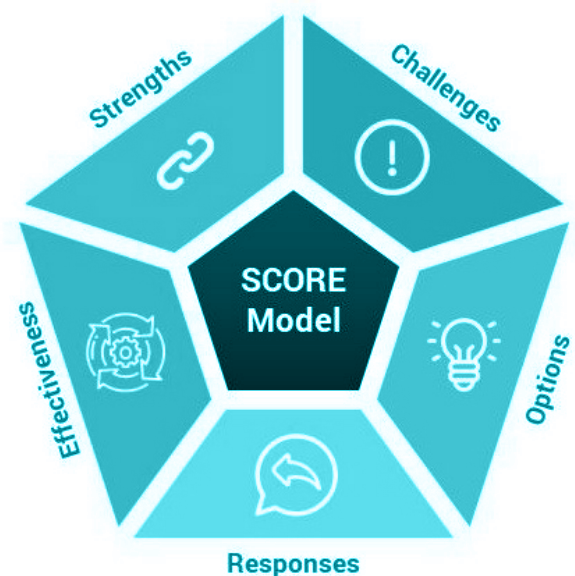 Strengths
Challenges
SCORE
Model
Effectiveness
Options
Responses